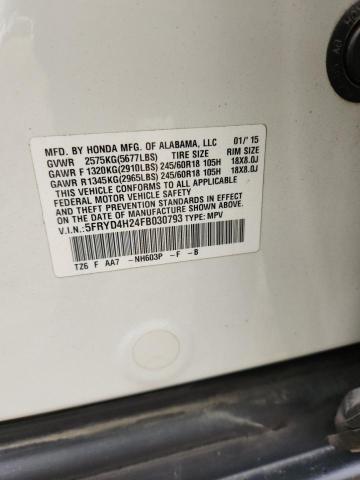 MFD. BY HONDA MFG. OF ALABAMA, LLC 01/'15
GVWR 2575KG(5677LBS) TIRE SIZE RIM SIZE
GAWR F 1320KG(2910LBS) 245/60R18 105H 18X8.0J
GAWR R 1345KG(2965LBS) 245/60R18 105H 18X8.0J
THIS VEHICLE CONFORMS TO ALL APPLICABLE
FEDERAL MOTOR VEHICLE SAFETY
AND THEFT PREVENTION STANDARDS IN EFFECT
ON THE DATE OF MANUFACTURE SHOWN ABOVE.
V.I.N.: 5FRYD4H24FB030793 TYPE: MPV
TZ6 F AA7 -NH603P -F -B